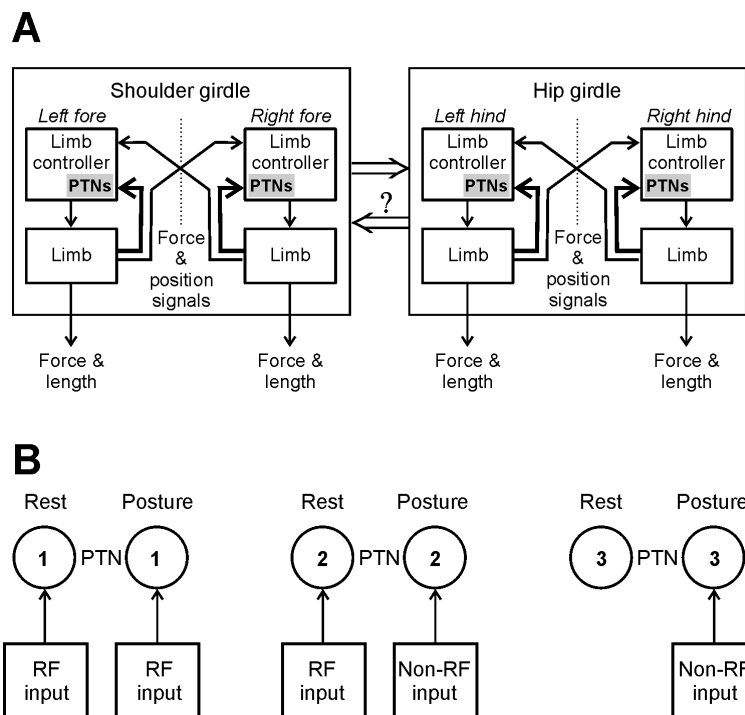 A
Shoulder girdle
Hip girdle
Left fore
Right fore
Left hind
Right hind
Limb
controller
PTNs
Limb
controller
PTNs
Limb
controller
PTNs
Limb
controller
PTNs
?
Limb
Force
&
position
signals
Limb
Limb
Force
&
position
signals
Limb
Force &
length
Force &
length
Force &
length
Force &
length
B
Rest
Posture
Rest
Posture
Rest
Posture
1
PTN
1
2
PTN
2
3
PTN
3
RF
input
RF
input
RF
input
Non-RF
input
Non-RF
input